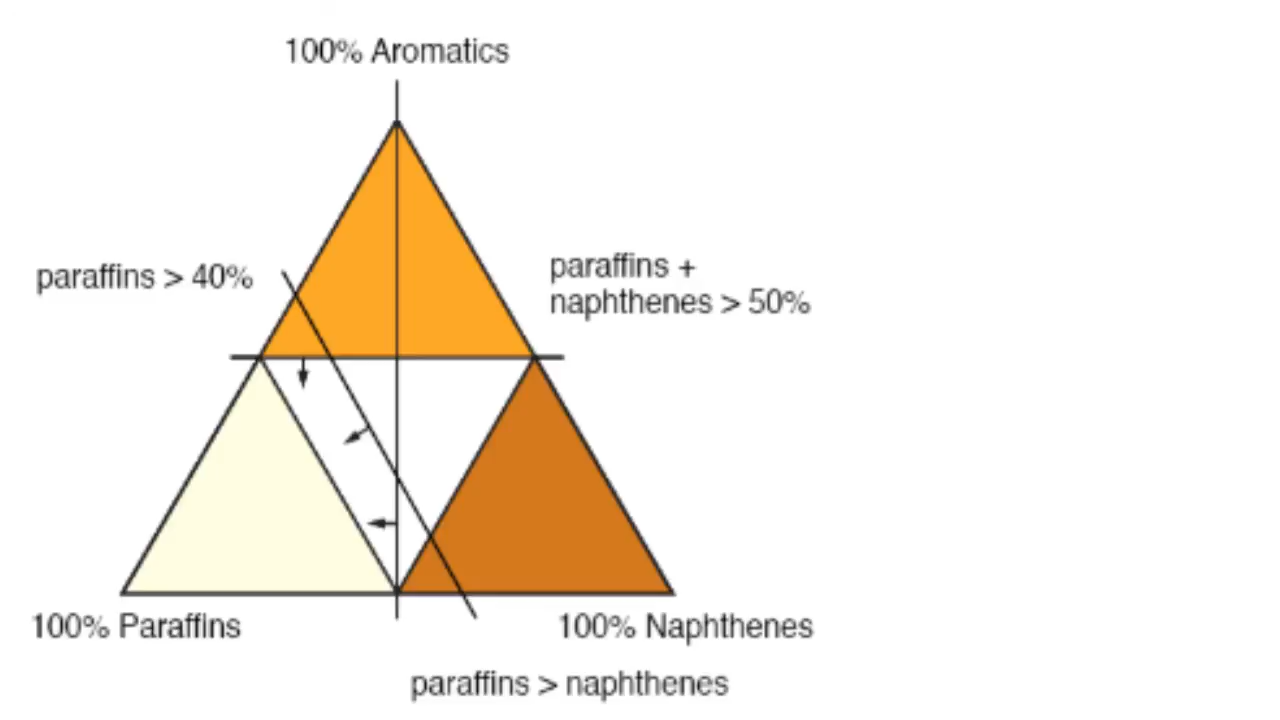 100% Aromatics
paraffins > 40%
paraffins +
naphthenes > 50%
100% Paraffins
100% Naphthenes
paraffins > naphthenes